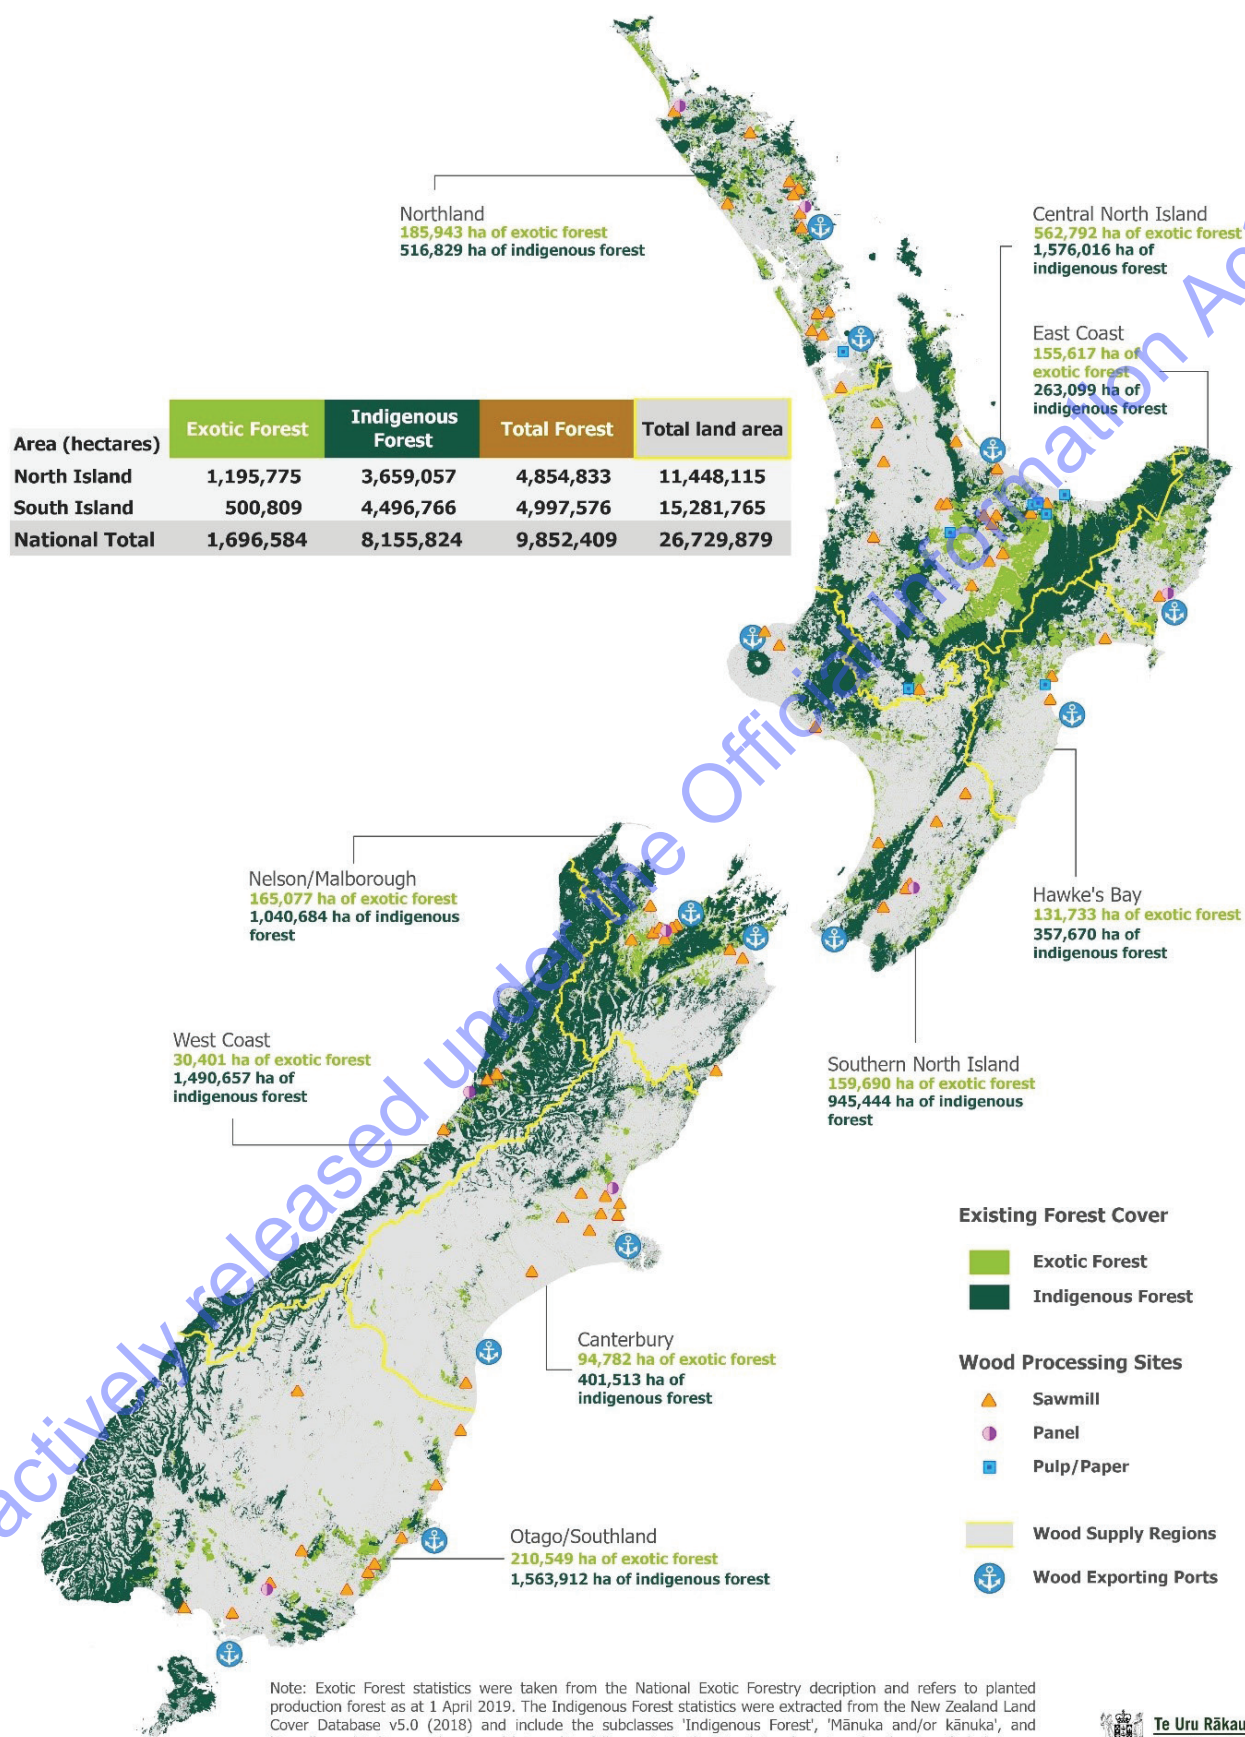 Northland
185,943 ha of exotic forest
516,829 ha of indigenous forest
Central North Island
562,792 ha of exotic forest
1,576,016 ha of
indigenous forest
East Coast
155,617 ha of
exotic forest
263,099 ha of
indigenous forest
Area (hectares) Exotic Forest Indigenous Forest Total Forest Total land area
North Island 1,195,775 3,659,057 4,854,833 11,448,115
South Island 500,809 4,496,766 4,997,576 15,281,765
National Total 1,696,584 8,155,824 9,852,409 26,729,879
Nelson/Malborough
165,077 ha of exotic forest
1,040,684 ha of indigenous
forest
Hawke's Bay
131,733 ha of exotic forest
357,670 ha of
indigenous forest
West Coast
30,401 ha of exotic forest
1,490,657 ha of
indigenous forest
Southern North Island
159,690 ha of exotic forest
945,444 ha of indigenous
forest
Canterbury
94,782 ha of exotic forest
401,513 ha of
indigenous forest
Otago/Southland
210,549 ha of exotic forest
1,563,912 ha of indigenous forest
Existing Forest Cover
Exotic Forest
Indigenous Forest
Wood Processing Sites
Sawmill
Panel
Pulp/Paper
Wood Supply Regions
Wood Exporting Ports
Note: Exotic Forest statistics were taken from the National Exotic Forestry decription and refers to planted
production forest as at 1 April 2019. The Indigenous Forest statistics were extracted from the New Zealand Land
Cover Database v5.0 (2018) and include the subclasses 'Indigenous Forest', 'Mānuka and/or kānuka', and
Te Uru Rākau
actively released under the Official Information Ac